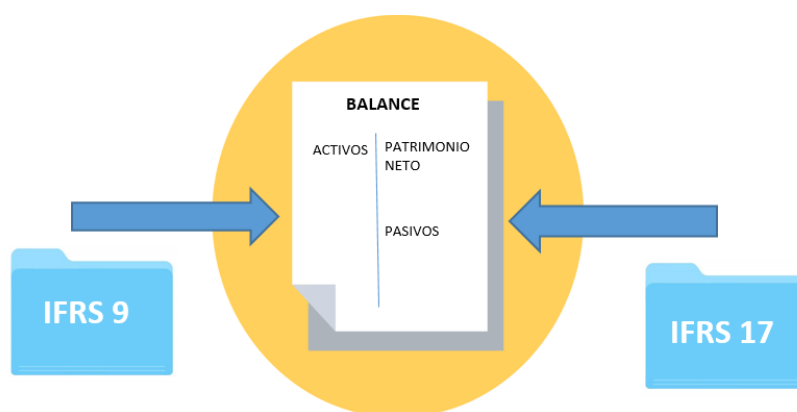 BALANCE
ACTIVOS
PATRIMONIO
NETO
PASIVOS
IFRS 9
IFRS 17